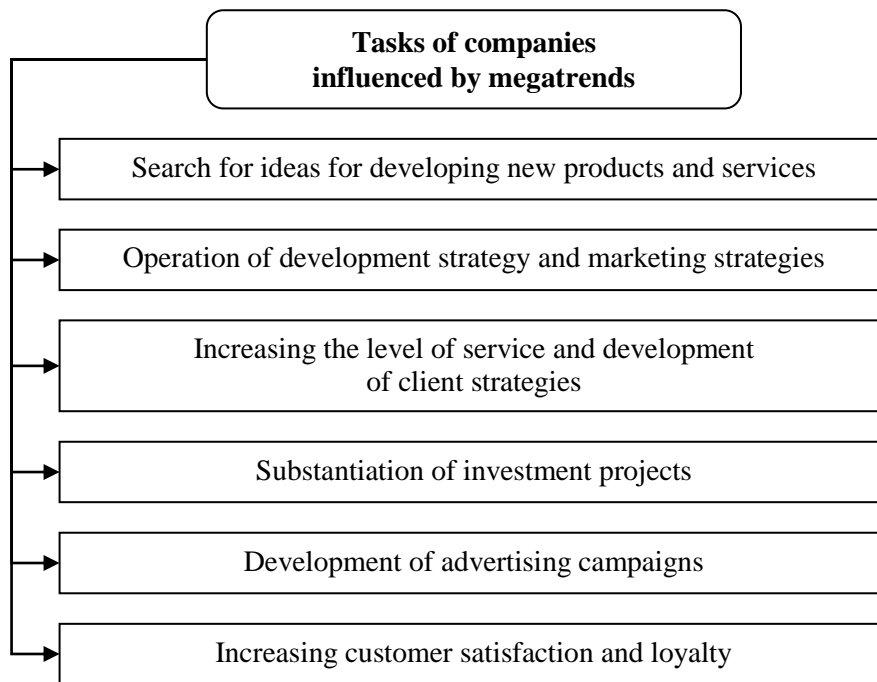 Tasks of companies
influenced by megatrends
Search for ideas for developing new products and services
Operation of development strategy and marketing strategies
Increasing the level of service and development
of client strategies
Substantiation of investment projects
Development of advertising campaigns
Increasing customer satisfaction and loyalty